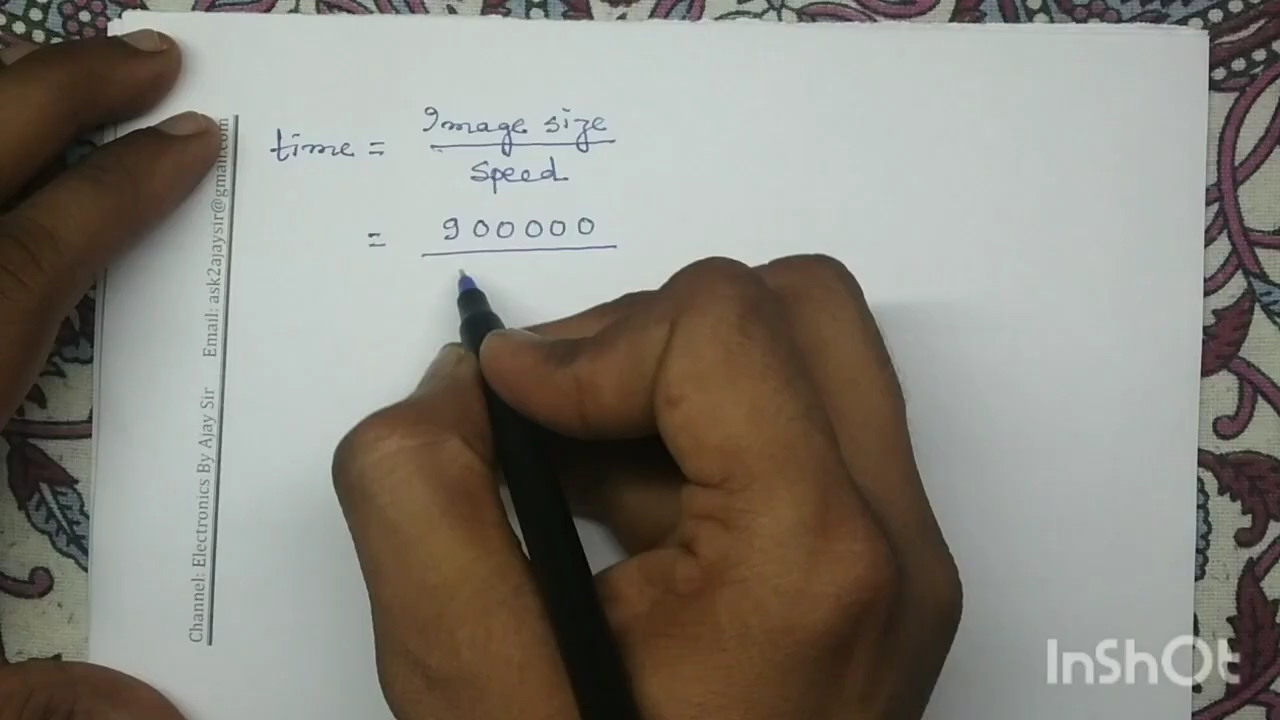 time = Image size / speed
= 900000
Channel: Electronics By Ajay Sir Email: ask2ajaysir@gmail.com
InShOt